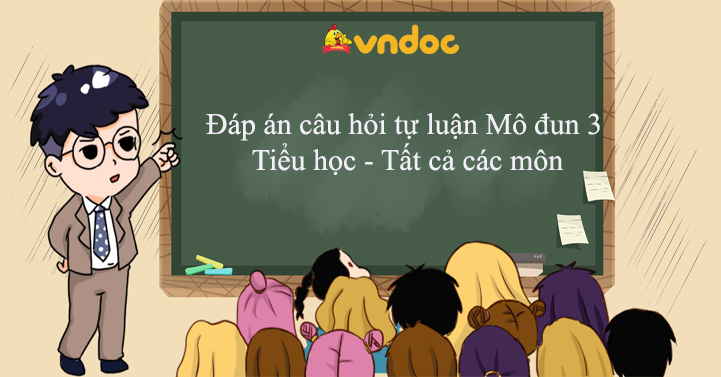 vndoc
Đáp án câu hỏi tự luận Mô đun 3
Tiểu học - Tất cả các môn